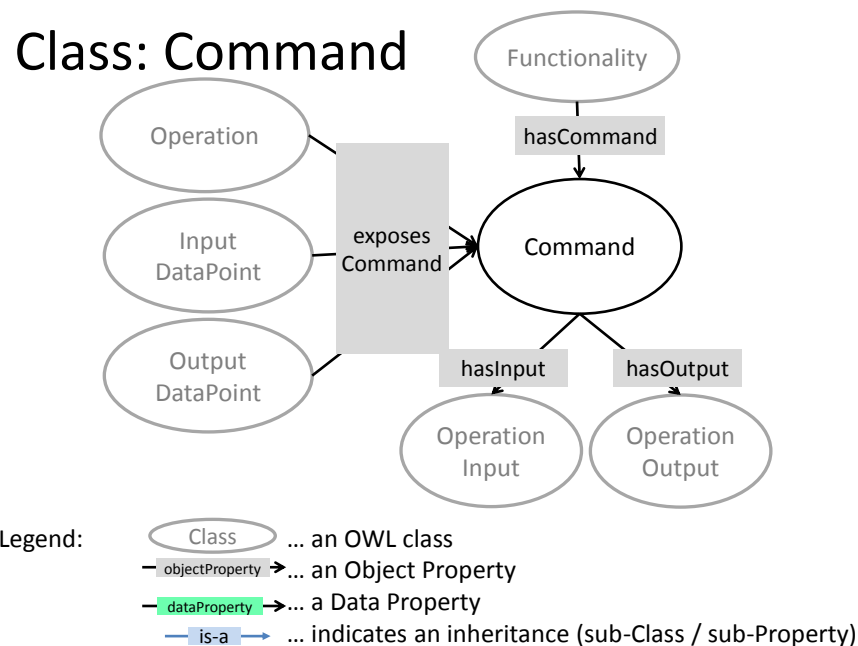 Class: Command
Functionality
Operation
hasCommand
Input
DataPoint
exposes
Command
Command
Output
DataPoint
hasInput
hasOutput
Operation
Input
Operation
Output
Legend:
Class
... an OWL class
objectProperty
... an Object Property
dataProperty
... a Data Property
is-a
... indicates an inheritance (sub-Class / sub-Property)